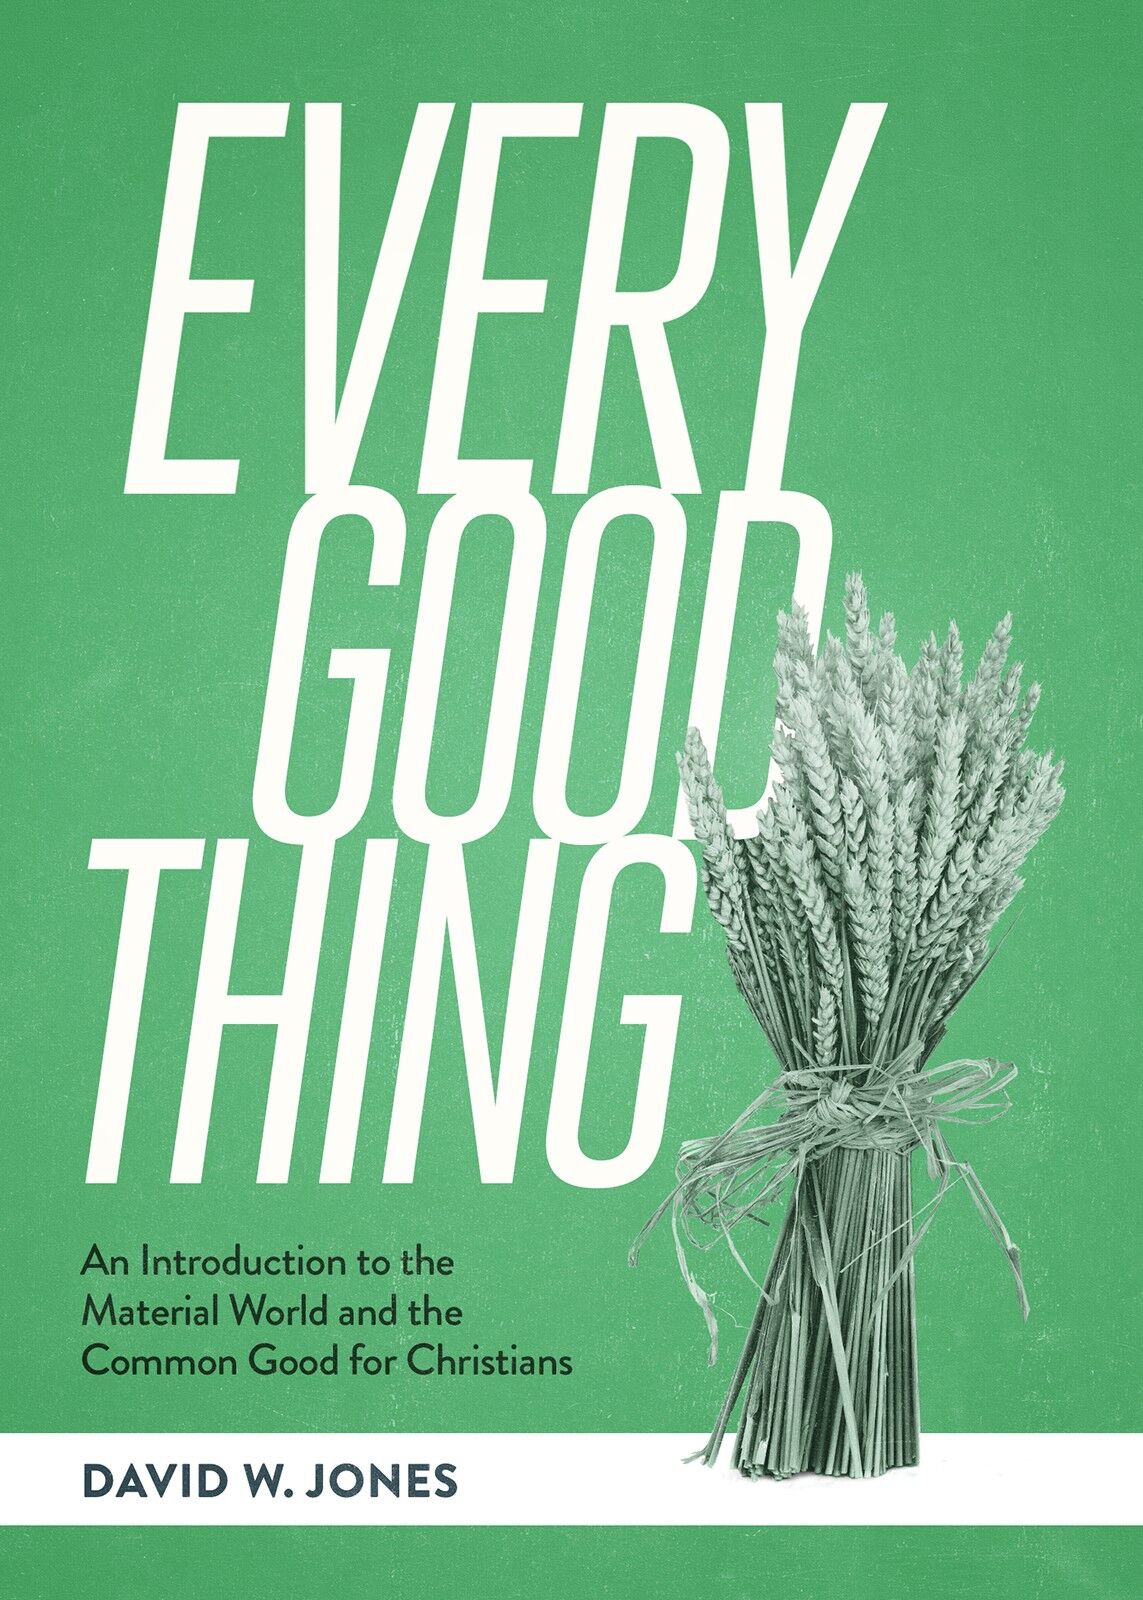 EVERY
GOOD
THING
An Introduction to the
Material World and the
Common Good for Christians
DAVID W. JONES